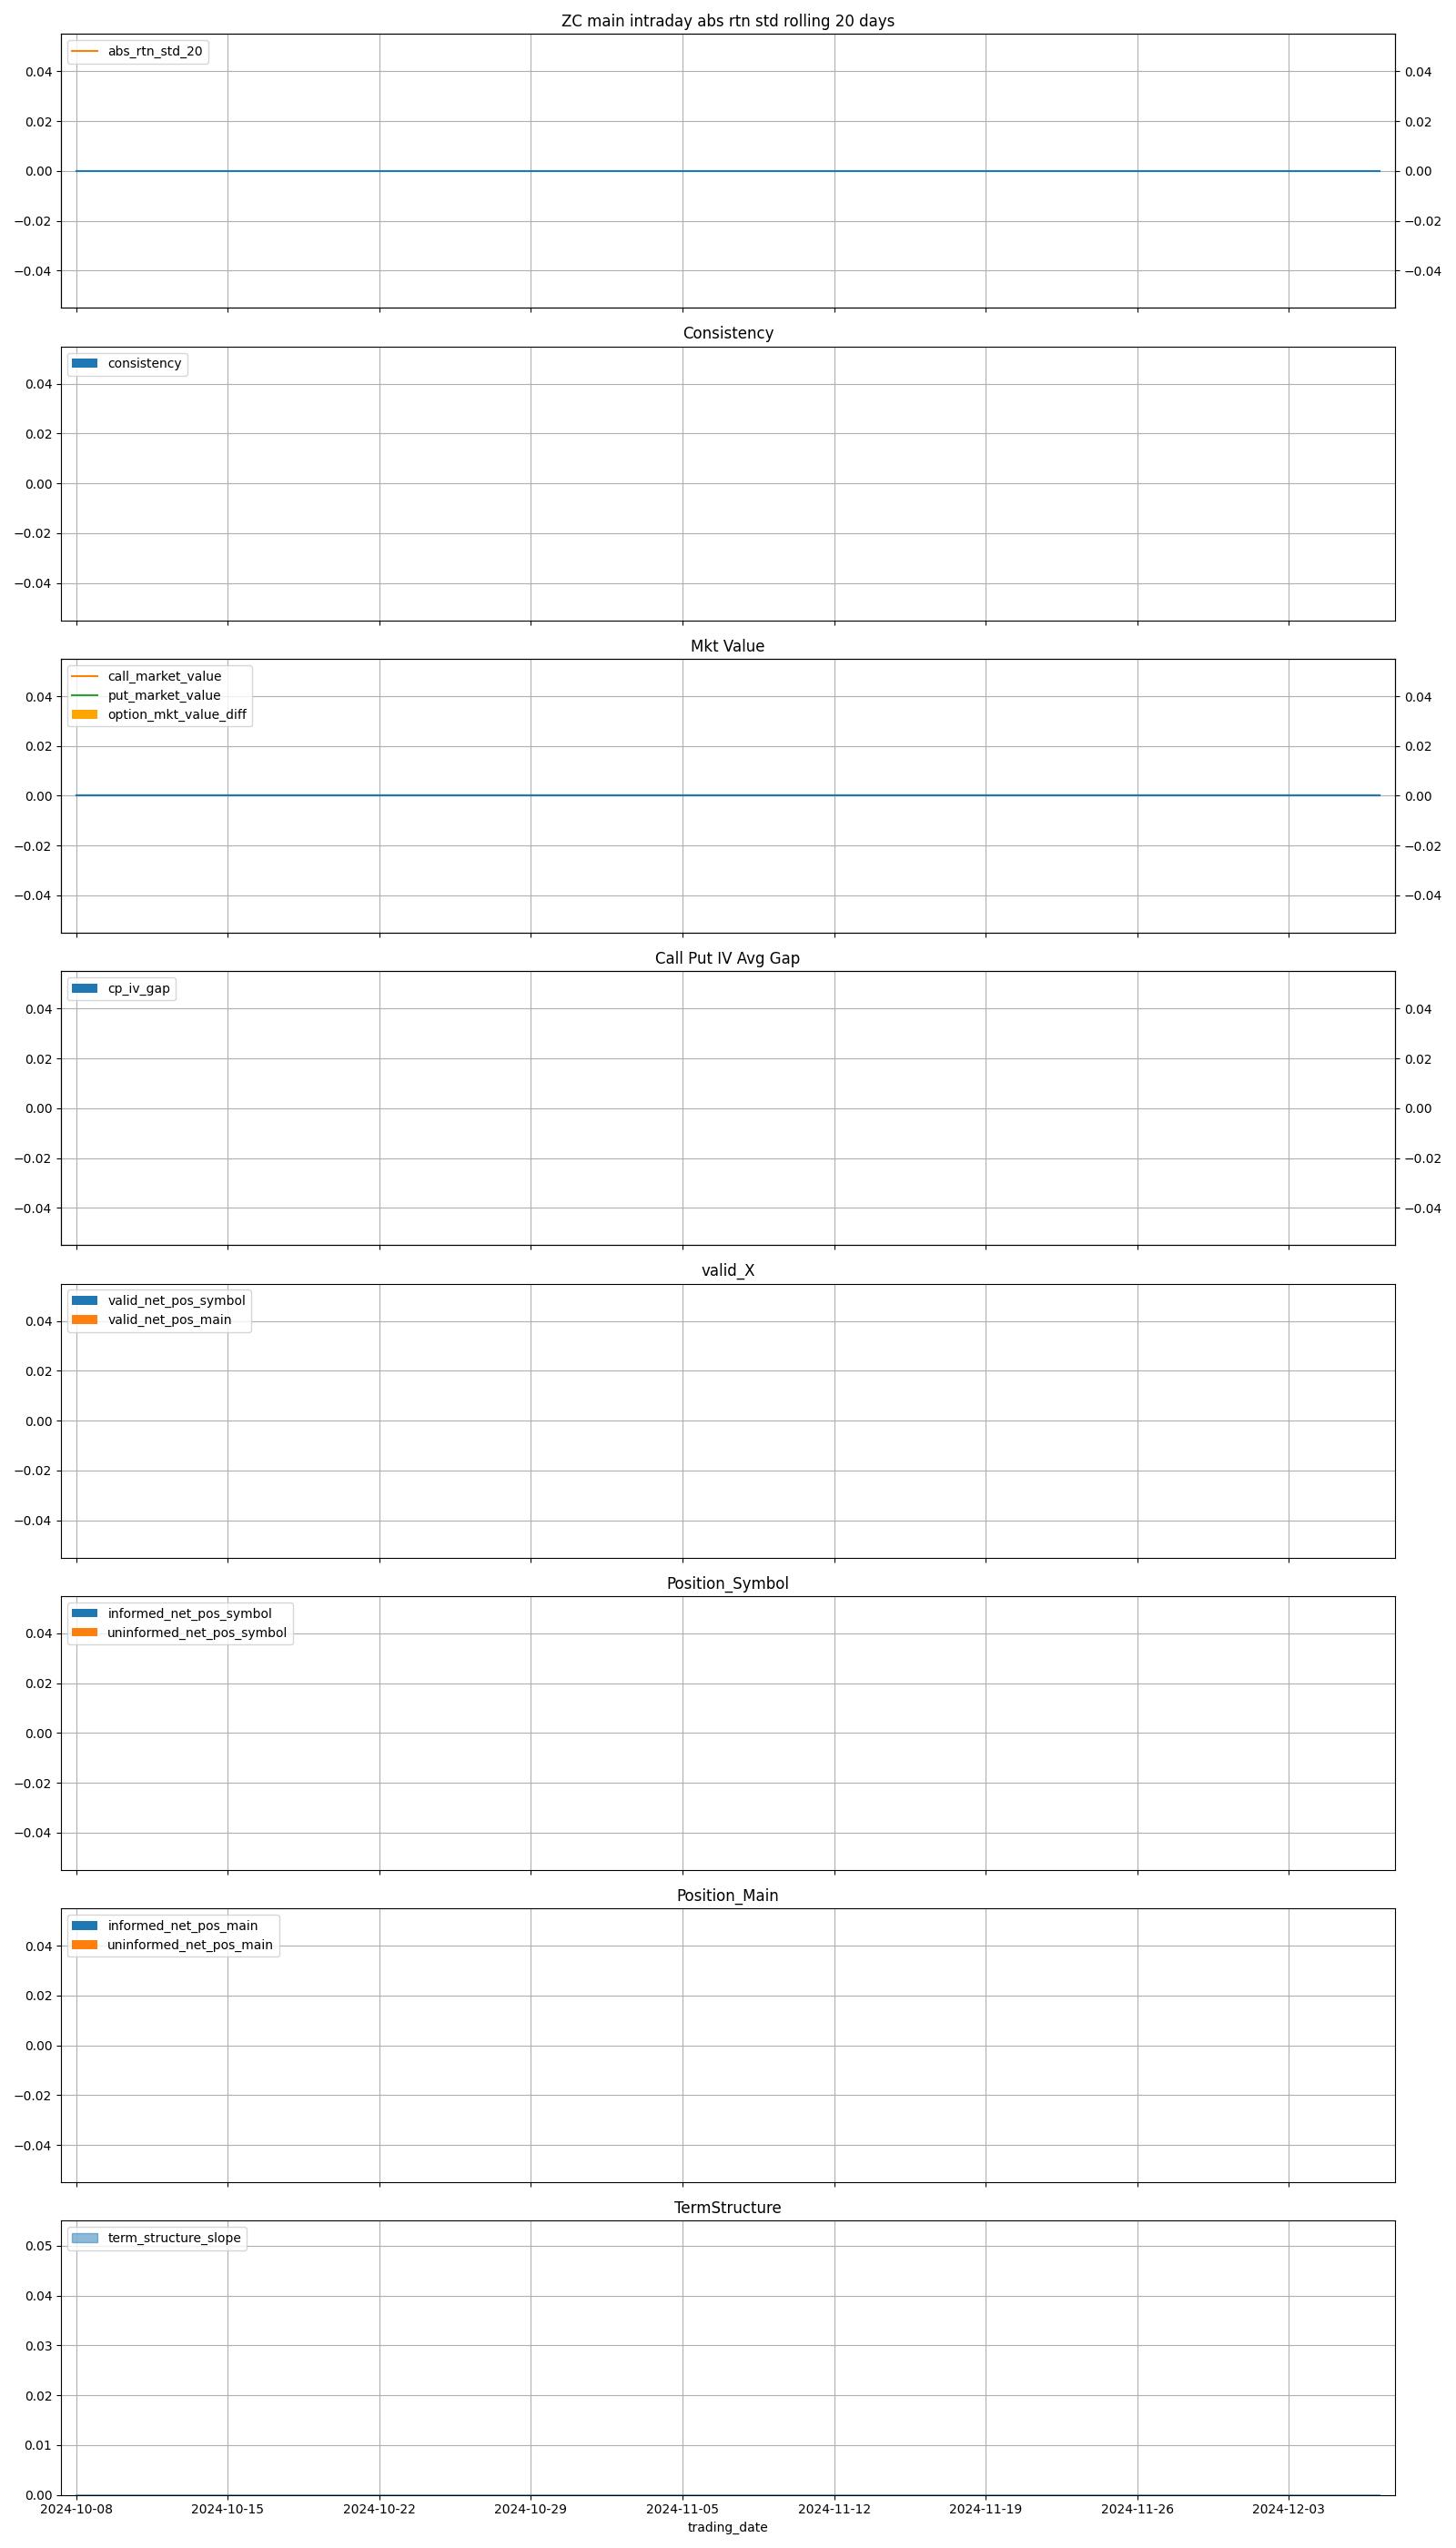 ZC main intraday abs rtn std rolling 20 days
abs_rtn_std_20
0.04 0.04
0.02 0.02
0.00 0.00
−0.02 −0.02
−0.04 −0.04
Consistency
consistency
0.04
0.02
0.00
−0.02
−0.04
Mkt Value
call_market_value
put_market_value
option_mkt_value_diff
0.04 0.04
0.02 0.02
0.00 0.00
−0.02 −0.02
−0.04 −0.04
Call Put IV Avg Gap
cp_iv_gap
0.04 0.04
0.02 0.02
0.00 0.00
−0.02 −0.02
−0.04 −0.04
valid_X
valid_net_pos_symbol
valid_net_pos_main
0.04
0.02
0.00
−0.02
−0.04
Position_Symbol
informed_net_pos_symbol
uninformed_net_pos_symbol
0.04
0.02
0.00
−0.02
−0.04
Position_Main
informed_net_pos_main
uninformed_net_pos_main
0.04
0.02
0.00
−0.02
−0.04
TermStructure
term_structure_slope
0.05
0.04
0.03
0.02
0.01
0.00
2024-10-08 2024-10-15 2024-10-22 2024-10-29 2024-11-05 2024-11-12 2024-11-19 2024-11-26 2024-12-03
trading_date